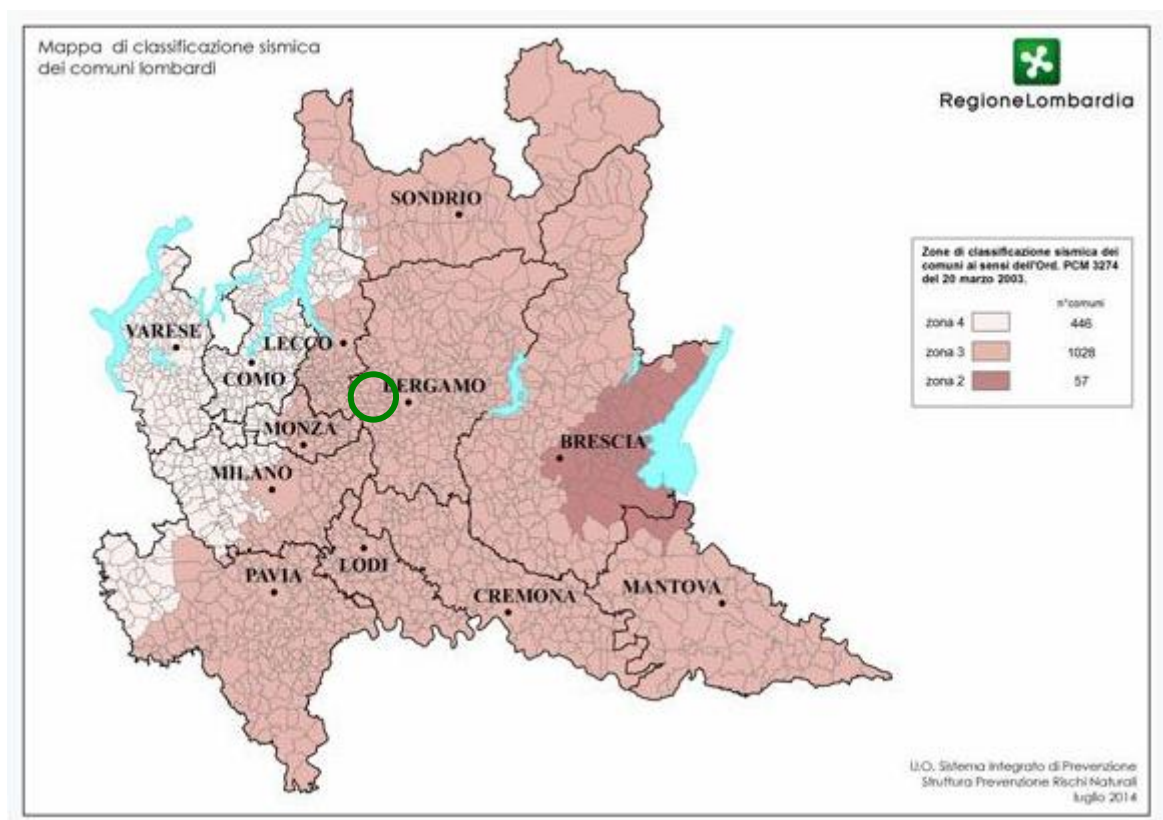 Mappa di classificazione sismica
dei comuni lombardi
RegioneLombardia
SONDRIO
VARESE
LECCO
COMO
BERGAMO
MONZA
BRESCIA
MILANO
LODI
PAVIA
CREMONA
MANTOVA
Zone di classificazione sismica dei
comuni ai sensi dell'Ord. PCM 3274
del 20 marzo 2003.
n°comuni
zona 4 446
zona 3 1028
zona 2 57
U.O. Sistema Integrato di Prevenzione
Struttura Prevenzione Rischi Naturali
luglio 2014